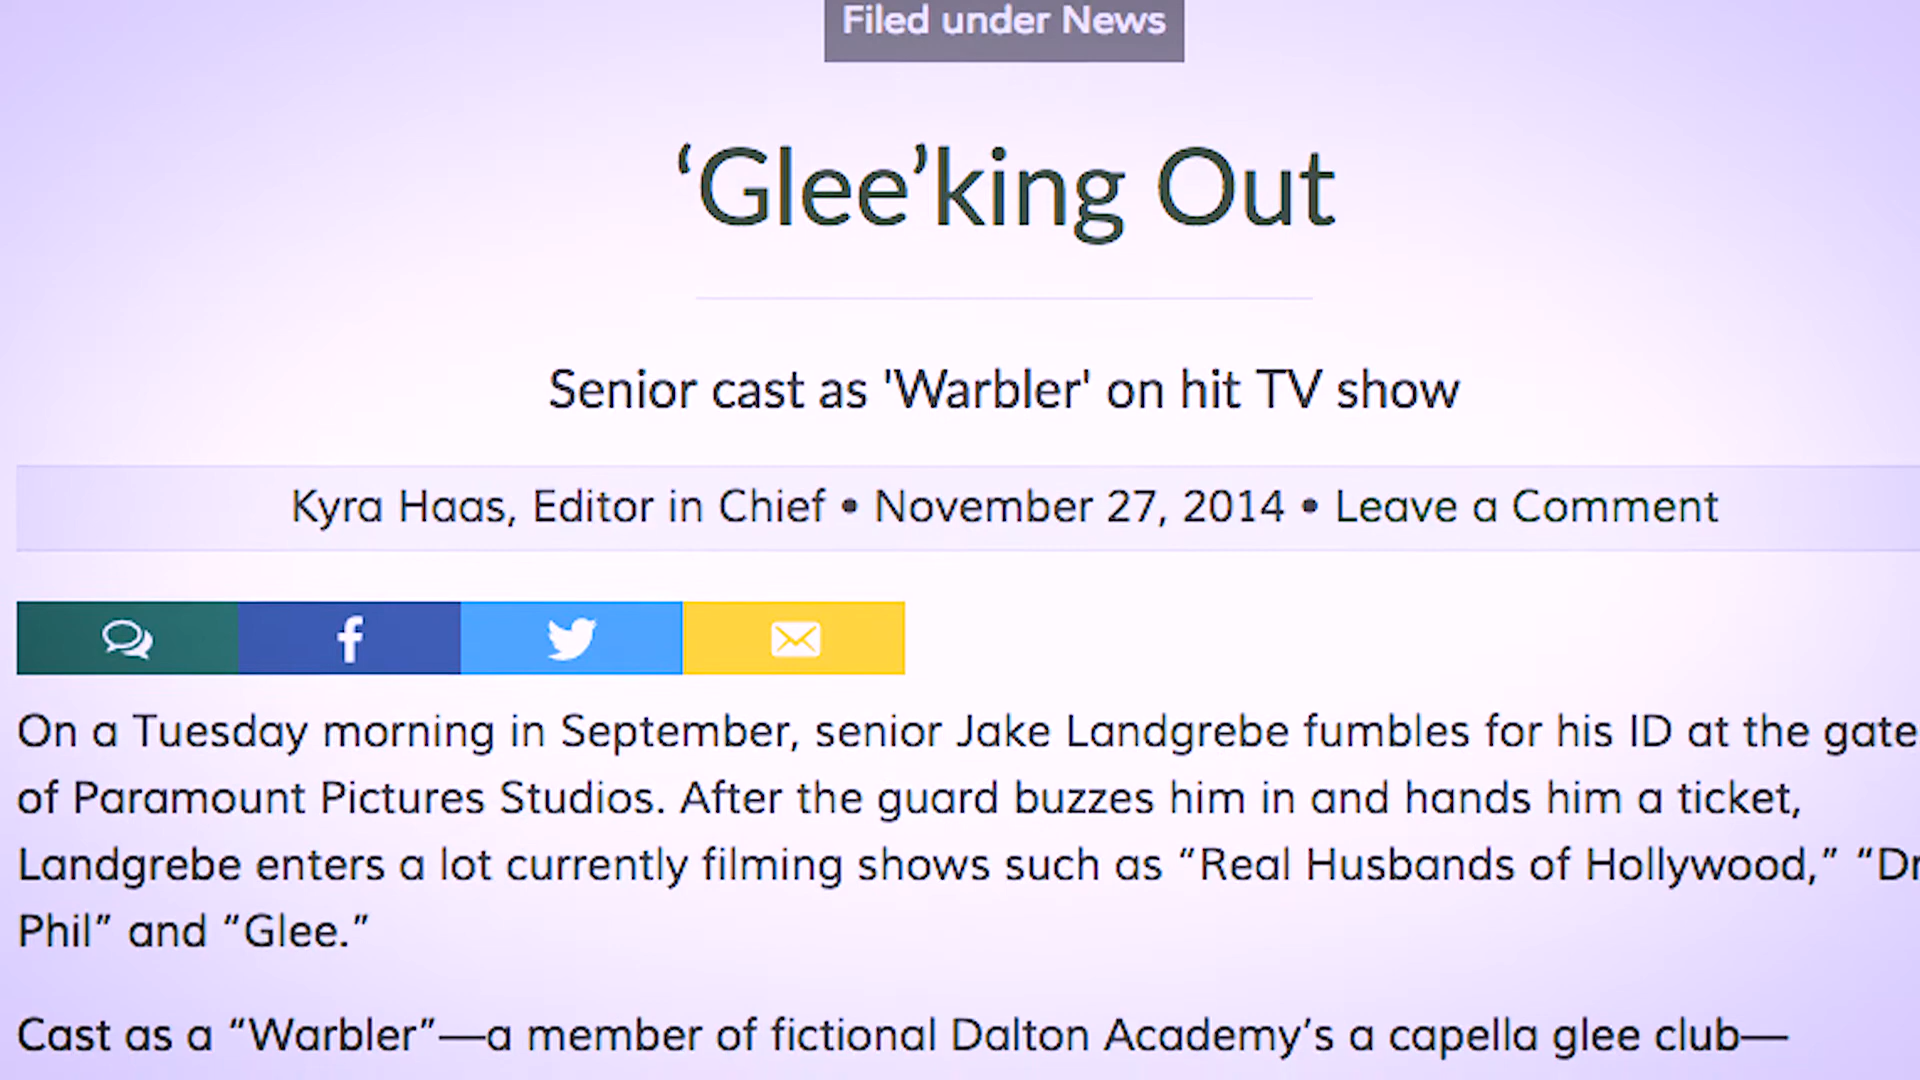 Filed under News
‘Glee’king Out
Senior cast as 'Warbler' on hit TV show
Kyra Haas, Editor in Chief • November 27, 2014 • Leave a Comment
On a Tuesday morning in September, senior Jake Landgrebe fumbles for his ID at the gate
of Paramount Pictures Studios. After the guard buzzes him in and hands him a ticket,
Landgrebe enters a lot currently filming shows such as “Real Husbands of Hollywood,” “Dr
Phil” and “Glee.”
Cast as a “Warbler”—a member of fictional Dalton Academy’s a capella glee club—